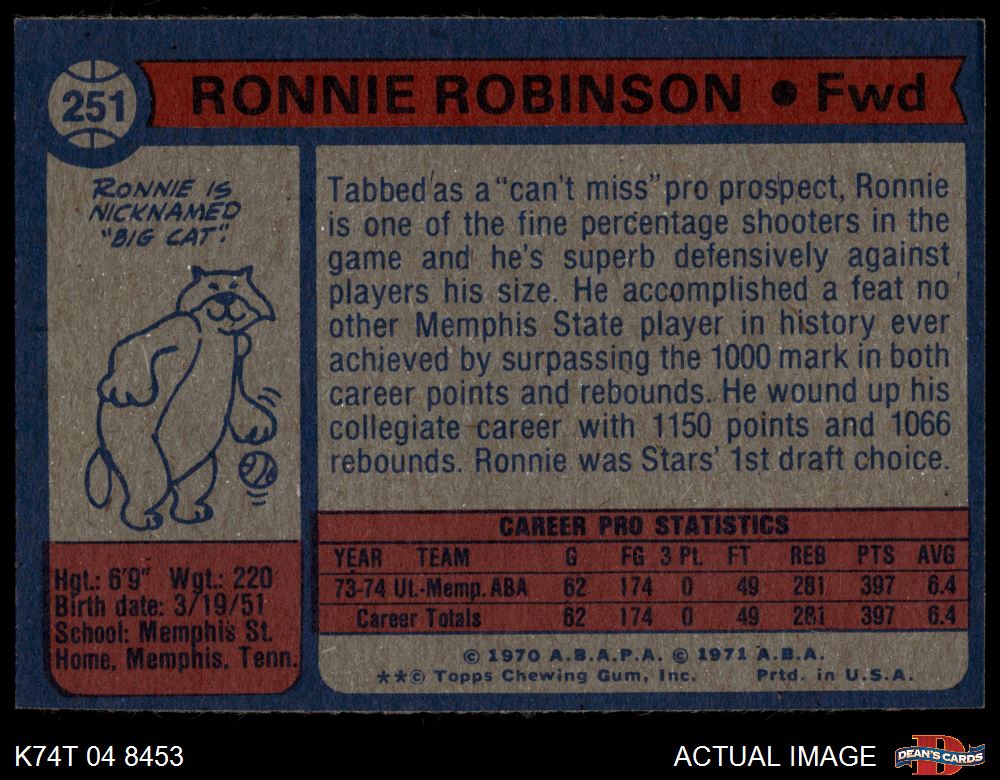 251
RONNIE ROBINSON • Fwd
RONNIE IS
NICKNAMED
"BIG CAT".
Tabbed as a "can't miss" pro prospect, Ronnie
is one of the fine percentage shooters in the
game and he's superb defensively against
players his size. He accomplished a feat no
other Memphis State player in history ever
achieved by surpassing the 1000 mark in both
career points and rebounds. He wound up his
collegiate career with 1150 points and 1066
rebounds. Ronnie was Stars' 1st draft choice.
Hgt.: 6'9" Wgt.: 220
Birth date: 3/19/51
School: Memphis St.
Home, Memphis, Tenn.
CAREER PRO STATISTICS
YEAR TEAM G FG 3 Pt. FT REB PTS AVG
73-74 Ut.-Memp. ABA 62 174 0 49 281 397 6.4
Career Totals 62 174 0 49 281 397 6.4
© 1970 A.B.A.P.A. © 1971 A.B.A.
**© Topps Chewing Gum, Inc. Prtd. in U.S.A.
K74T 04 8453
ACTUAL IMAGE
D
DEAN'S CARDS